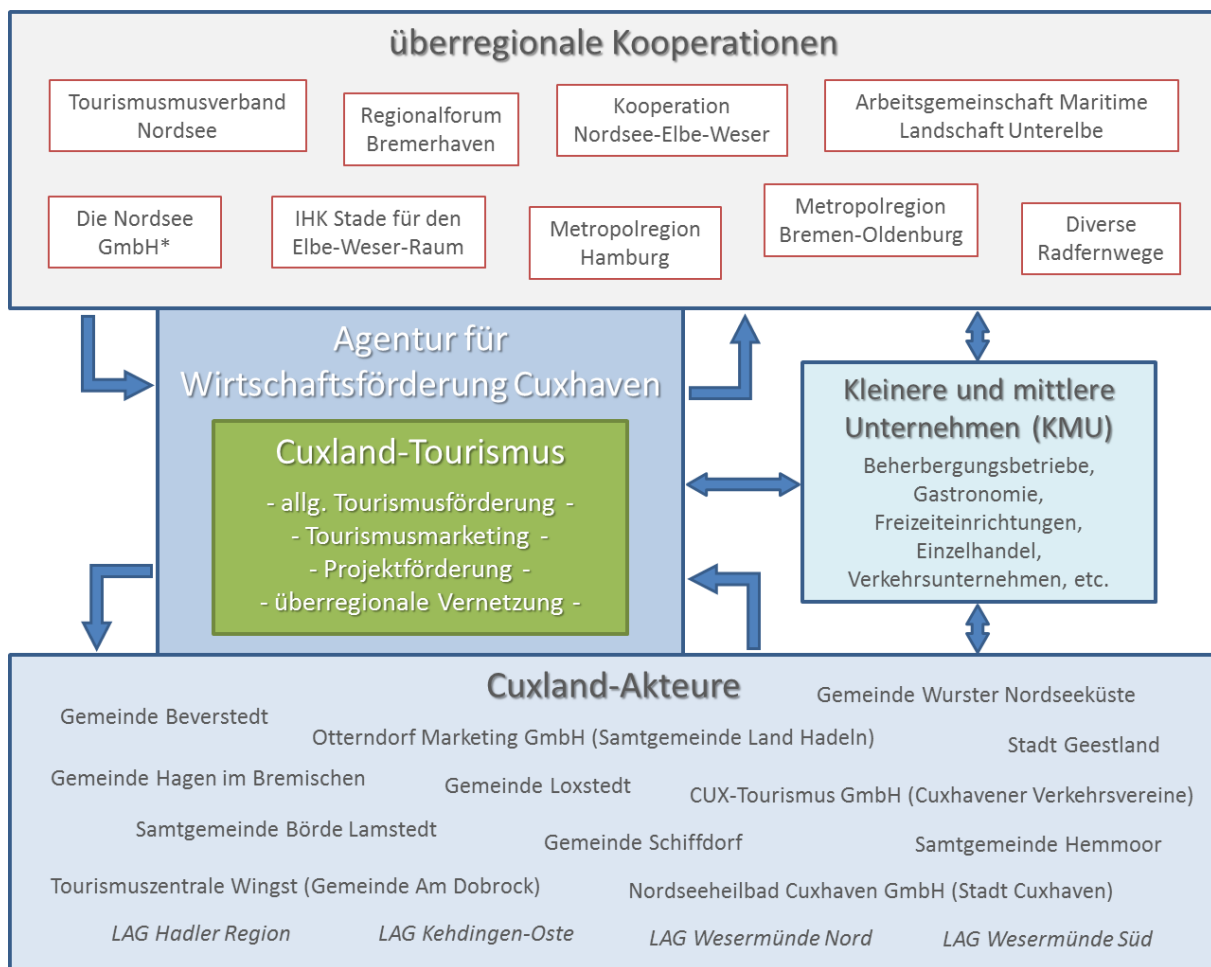 überregionale Kooperationen
Tourismusmusverband
Nordsee
Regionalforum
Bremerhaven
Kooperation
Nordsee-Elbe-Weser
Arbeitsgemeinschaft Maritime
Landschaft Unterelbe
Die Nordsee
GmbH*
IHK Stade für den
Elbe-Weser-Raum
Metropolregion
Hamburg
Metropolregion
Bremen-Oldenburg
Diverse
Radfernwege
Agentur für
Wirtschaftsförderung Cuxhaven
Cuxland-Tourismus
- allg. Tourismusförderung -
- Tourismusmarketing -
- Projektförderung -
- überregionale Vernetzung -
Kleinere und mittlere
Unternehmen (KMU)
Beherbergungsbetriebe,
Gastronomie,
Freizeiteinrichtungen,
Einzelhandel,
Verkehrsunternehmen, etc.
Cuxland-Akteure
Gemeinde Wurster Nordseeküste
Gemeinde Beverstedt
Otterndorf Marketing GmbH (Samtgemeinde Land Hadeln)
Stadt Geestland
Gemeinde Hagen im Bremischen
Gemeinde Loxstedt
CUX-Tourismus GmbH (Cuxhavener Verkehrsvereine)
Samtgemeinde Börde Lamstedt
Gemeinde Schiffdorf
Samtgemeinde Hemmoor
Tourismuszentrale Wingst (Gemeinde Am Dobrock)
Nordseeheilbad Cuxhaven GmbH (Stadt Cuxhaven)
LAG Hadler Region
LAG Kehdingen-Oste
LAG Wesermünde Nord
LAG Wesermünde Süd